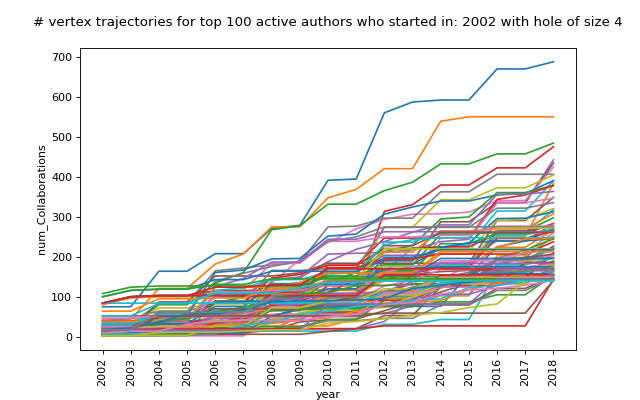 # vertex trajectories for top 100 active authors who started in: 2002 with hole of size 4
700
600
500
400
300
200
100
0
num_Collaborations
2002 2003 2004 2005 2006 2007 2008 2009 2010 2011 2012 2013 2014 2015 2016 2017 2018
year